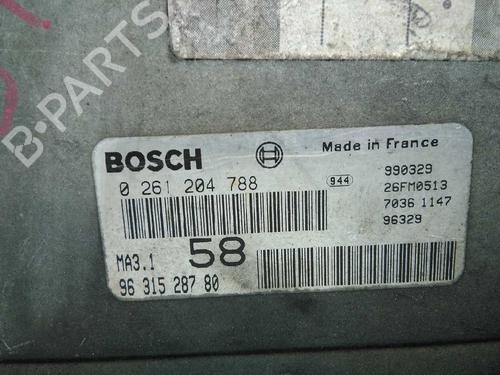 B-PARTS
BOSCH
Made in France
0 261 204 788
944
990329
26FM0513
7036 1147
96329
MA3.1
58
96 315 287 80